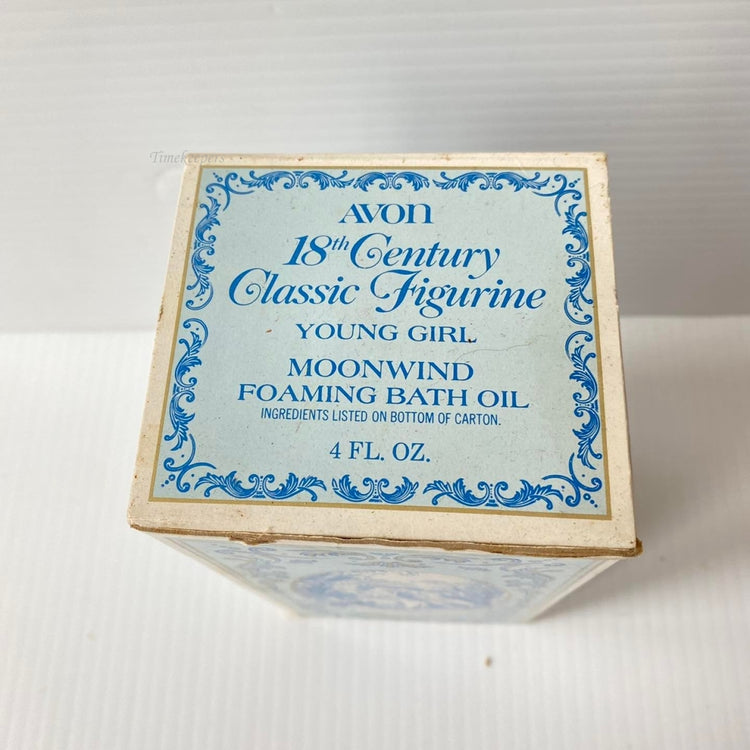 Timekeepers
AVON
18th Century
Classic Figurine
YOUNG GIRL
MOONWIND
FOAMING BATH OIL
INGREDIENTS LISTED ON BOTTOM OF CARTON.
4 FL. OZ.